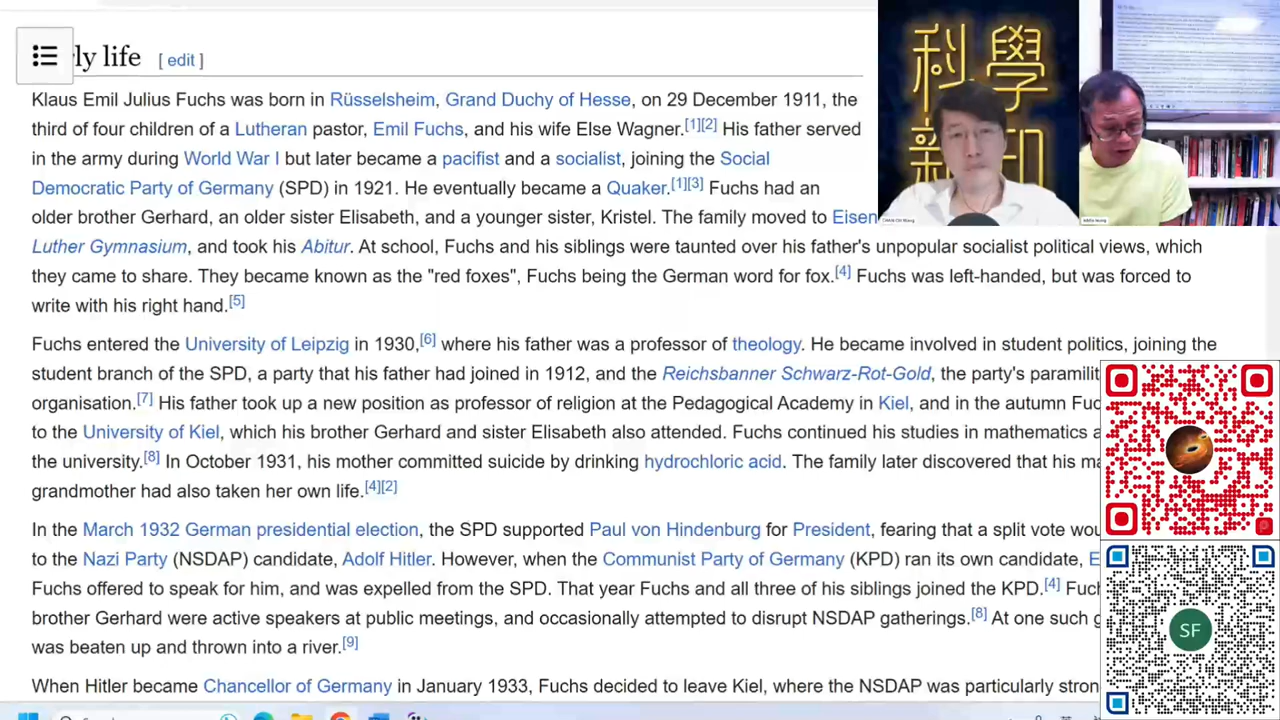 ly life [ edit ]
Klaus Emil Julius Fuchs was born in Rüsselsheim, of Hesse, on 29 December 1911, the
third of four children of a Lutheran pastor, Emil Fuchs, and his wife Else Wagner.[1][2] His father served
in the army during World War I but later became a pacifist and a socialist, joining the Social
Democratic Party of Germany (SPD) in 1921. He eventually became a Quaker.[1][3] Fuchs had an
older brother Gerhard, an older sister Elisabeth, and a younger sister, Kristel. The family moved to Eisen
Luther Gymnasium, and took his Abitur. At school, Fuchs and his siblings were taunted over his father's unpopular socialist political views, which
they came to share. They became known as the "red foxes", Fuchs being the German word for fox.[4] Fuchs was left-handed, but was forced to
write with his right hand.[5]
Fuchs entered the University of Leipzig in 1930,[6] where his father was a professor of theology. He became involved in student politics, joining the
student branch of the SPD, a party that his father had joined in 1912, and the Reichsbanner Schwarz-Rot-Gold, the party's paramilit
organisation.[7] His father took up a new position as professor of religion at the Pedagogical Academy in Kiel, and in the autumn Fuc
to the University of Kiel, which his brother Gerhard and sister Elisabeth also attended. Fuchs continued his studies in mathematics a
the university.[8] In October 1931, his mother committed suicide by drinking hydrochloric acid. The family later discovered that his ma
grandmother had also taken her own life.[4][2]
In the March 1932 German presidential election, the SPD supported Paul von Hindenburg for President, fearing that a split vote wou
to the Nazi Party (NSDAP) candidate, Adolf Hitler. However, when the Communist Party of Germany (KPD) ran its own candidate, E
Fuchs offered to speak for him, and was expelled from the SPD. That year Fuchs and all three of his siblings joined the KPD.[4] Fuc
brother Gerhard were active speakers at public meetings, and occasionally attempted to disrupt NSDAP gatherings.[8] At one such g
was beaten up and thrown into a river.[9]
When Hitler became Chancellor of Germany in January 1933, Fuchs decided to leave Kiel, where the NSDAP was particularly stron
科學
新
SF